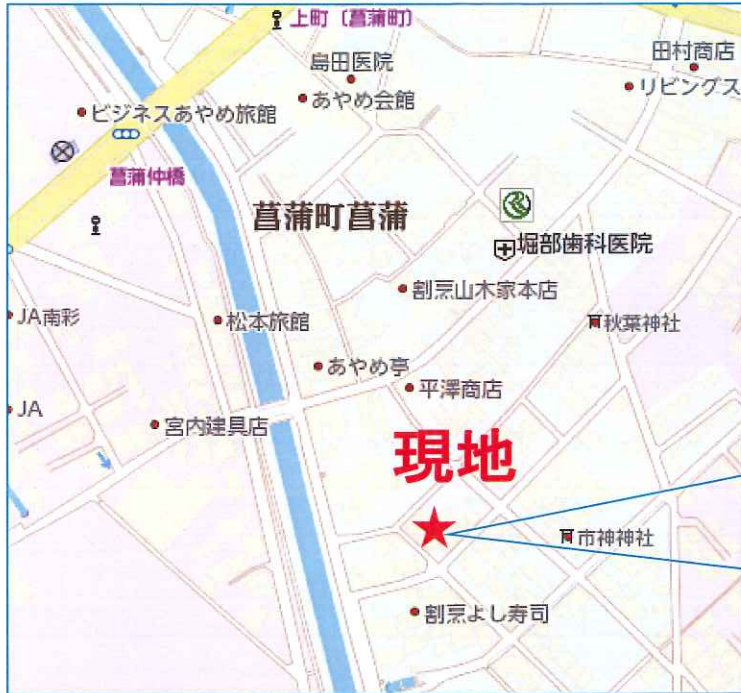 上町（菖蒲町）
島田医院
田村商店
あやめ会館
リビングス
ビジネスあやめ旅館
菖蒲仲橋
菖蒲町菖蒲
堀部歯科医院
割烹山木家本店
JA南彩
松本旅館
秋葉神社
あやめ亭
平澤商店
JA
宮内建具店
現地
市神神社
割烹よし寿司